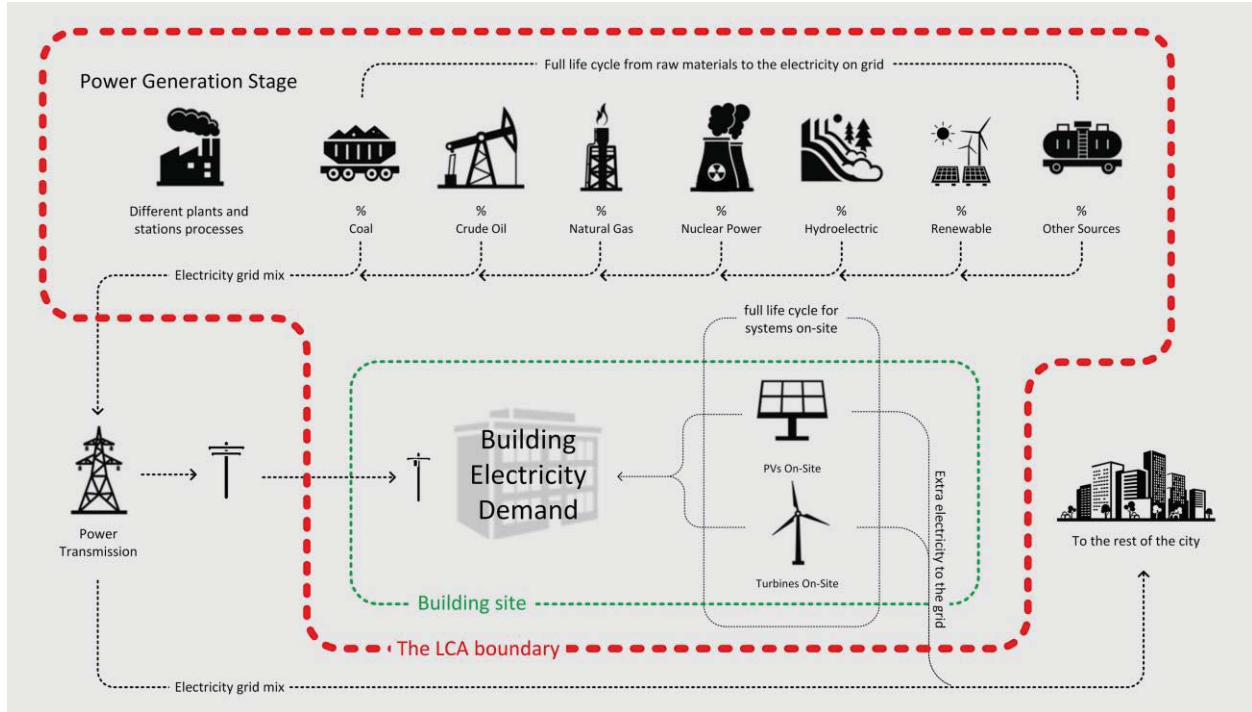 Full life cycle from raw materials to the electricity on grid
Power Generation Stage
Different plants and
stations processes
%
Coal
%
Crude Oil
%
Natural Gas
%
Nuclear Power
%
Hydroelectric
%
Renewable
%
Other Sources
Electricity grid mix
full life cycle for
systems on-site
Building
Electricity
Demand
PVs On-Site
Turbines On-Site
Extra electricity to the grid
Power
Transmission
To the rest of the city
Building site
The LCA boundary
Electricity grid mix